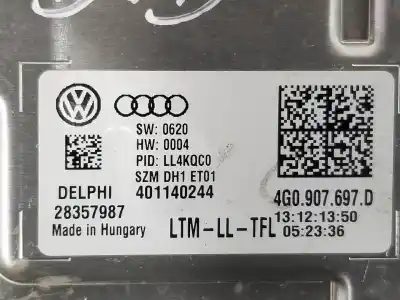 SW: 0620
HW: 0004
PID: LL4KQC0
SZM DH1 ET01
DELPHI 401140244
4G0.907.697.D
28357987
13:12:13:50
Made in Hungary
LTM-LL-TFL
05:23:36